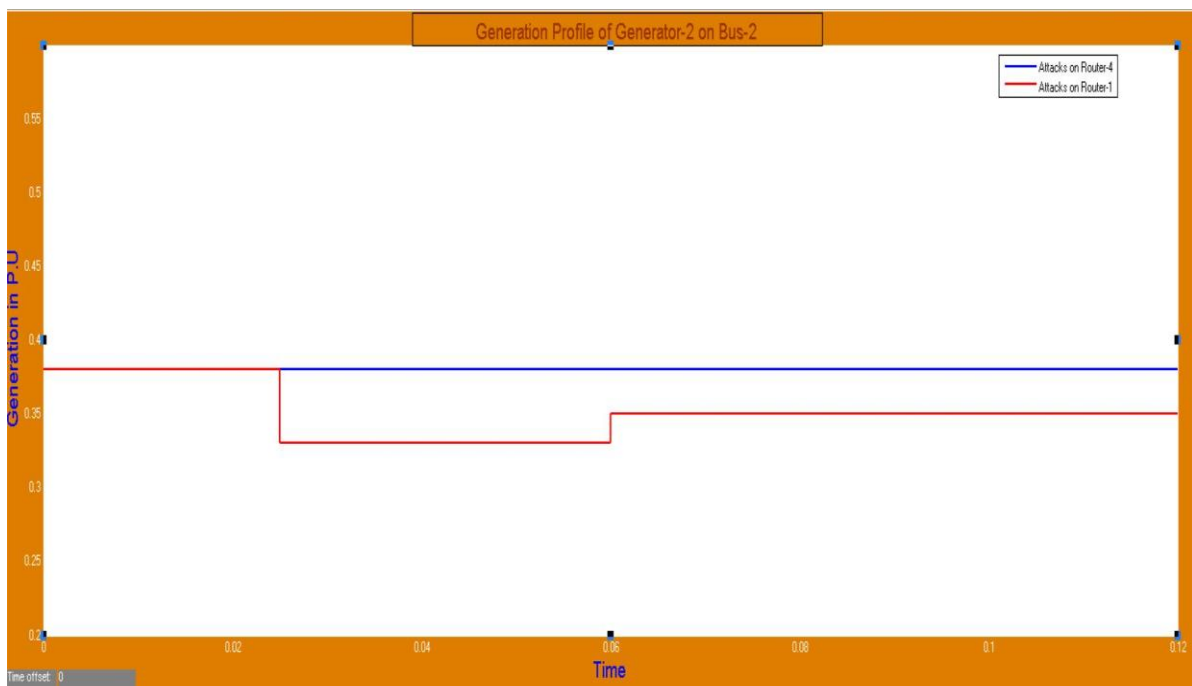 Generation Profile of Generator-2 on Bus-2
Attacks on Router-4
Attacks on Router-1
Generation in P.U
0.55
0.5
0.45
0.4
0.35
0.3
0.25
0.2
0
0.02
0.04
0.06
0.08
0.1
0.12
Time
Time offset: 0